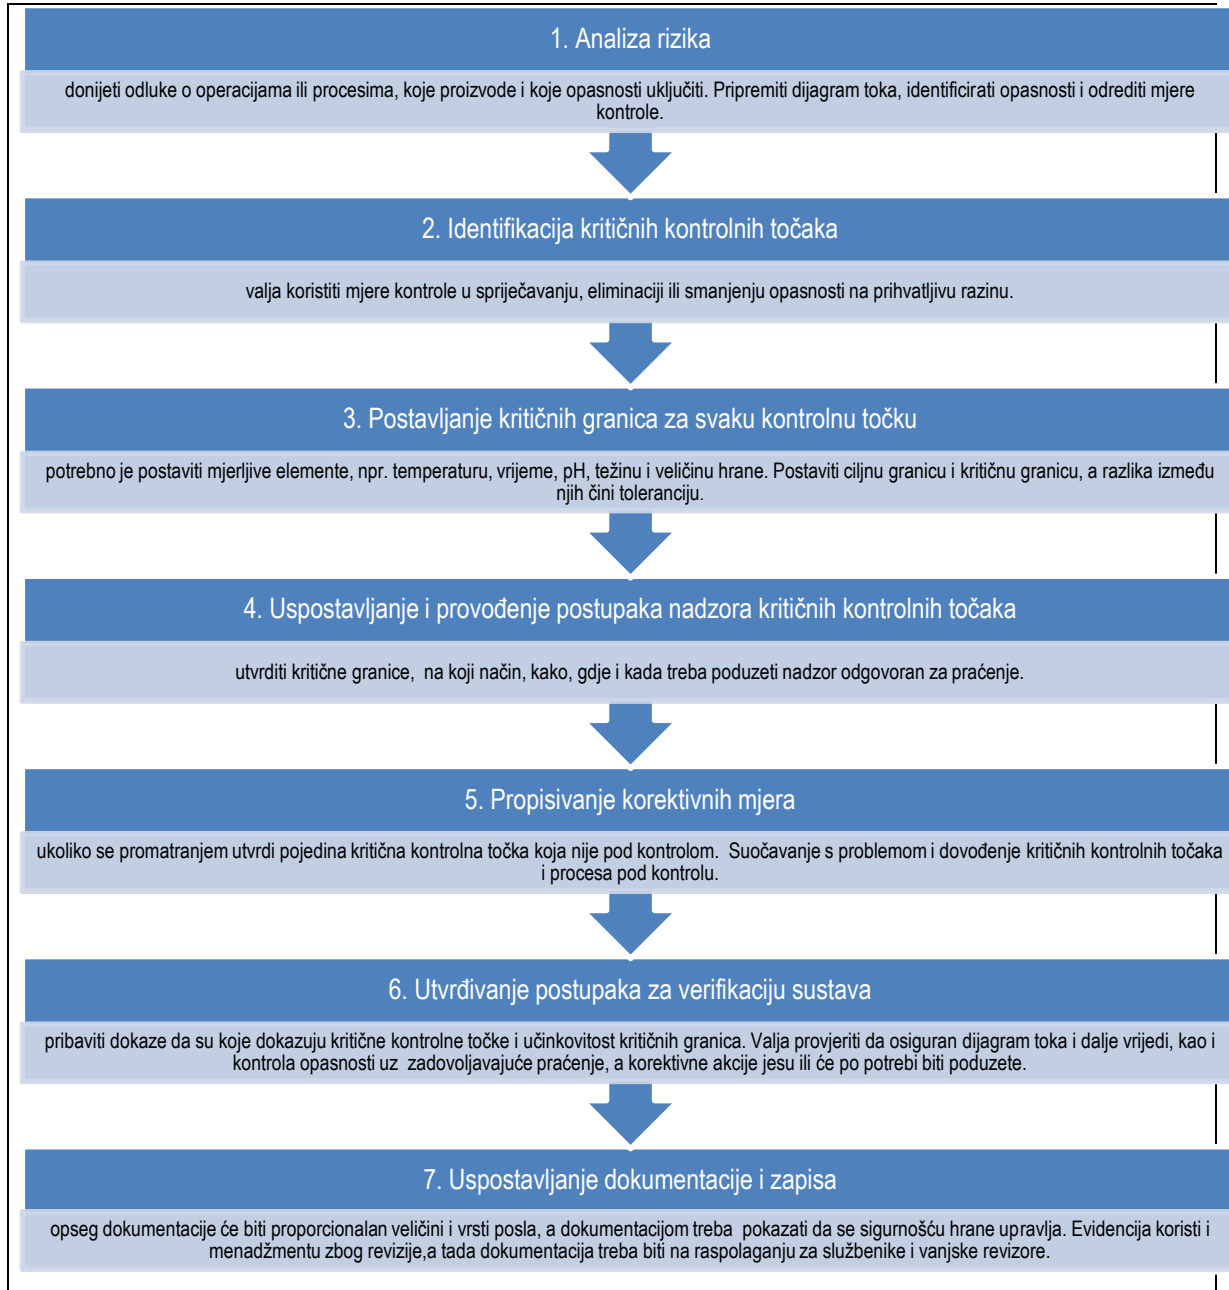 1. Analiza rizika
donijeti odluke o operacijama ili procesima, koje proizvode i koje opasnosti uključiti. Pripremiti dijagram toka, identificirati opasnosti i odrediti mjere
kontrole.
2. Identifikacija kritičnih kontrolnih točaka
valja koristiti mjere kontrole u spriječavanju, eliminaciji ili smanjenju opasnosti na prihvatljivu razinu.
3. Postavljanje kritičnih granica za svaku kontrolnu točku
potrebno je postaviti mjerljive elemente, npr. temperaturu, vrijeme, pH, težinu i veličinu hrane. Postaviti ciljnu granicu i kritičnu granicu, a razlika između
njih čini toleranciju.
4. Uspostavljanje i provođenje postupaka nadzora kritičnih kontrolnih točaka
utvrditi kritične granice, na koji način, kako, gdje i kada treba poduzeti nadzor odgovoran za praćenje.
5. Propisivanje korektivnih mjera
ukoliko se promatranjem utvrdi pojedina kritična kontrolna točka koja nije pod kontrolom. Suočavanje s problemom i dovođenje kritičnih kontrolnih točaka
i procesa pod kontrolu.
6. Utvrđivanje postupaka za verifikaciju sustava
pribaviti dokaze da su koje dokazuju kritične kontrolne točke i učinkovitost kritičnih granica. Valja provjeriti da osiguran dijagram toka i dalje vrijedi, kao i
kontrola opasnosti uz zadovoljavajuće praćenje, a korektivne akcije jesu ili će po potrebi biti poduzete.
7. Uspostavljanje dokumentacije i zapisa
opseg dokumentacije će biti proporcionalan veličini i vrsti posla, a dokumentacijom treba pokazati da se sigurnošću hrane upravlja. Evidencija koristi i
menadžmentu zbog revizije,a tada dokumentacija treba biti na raspolaganju za službenike i vanjske revizore.